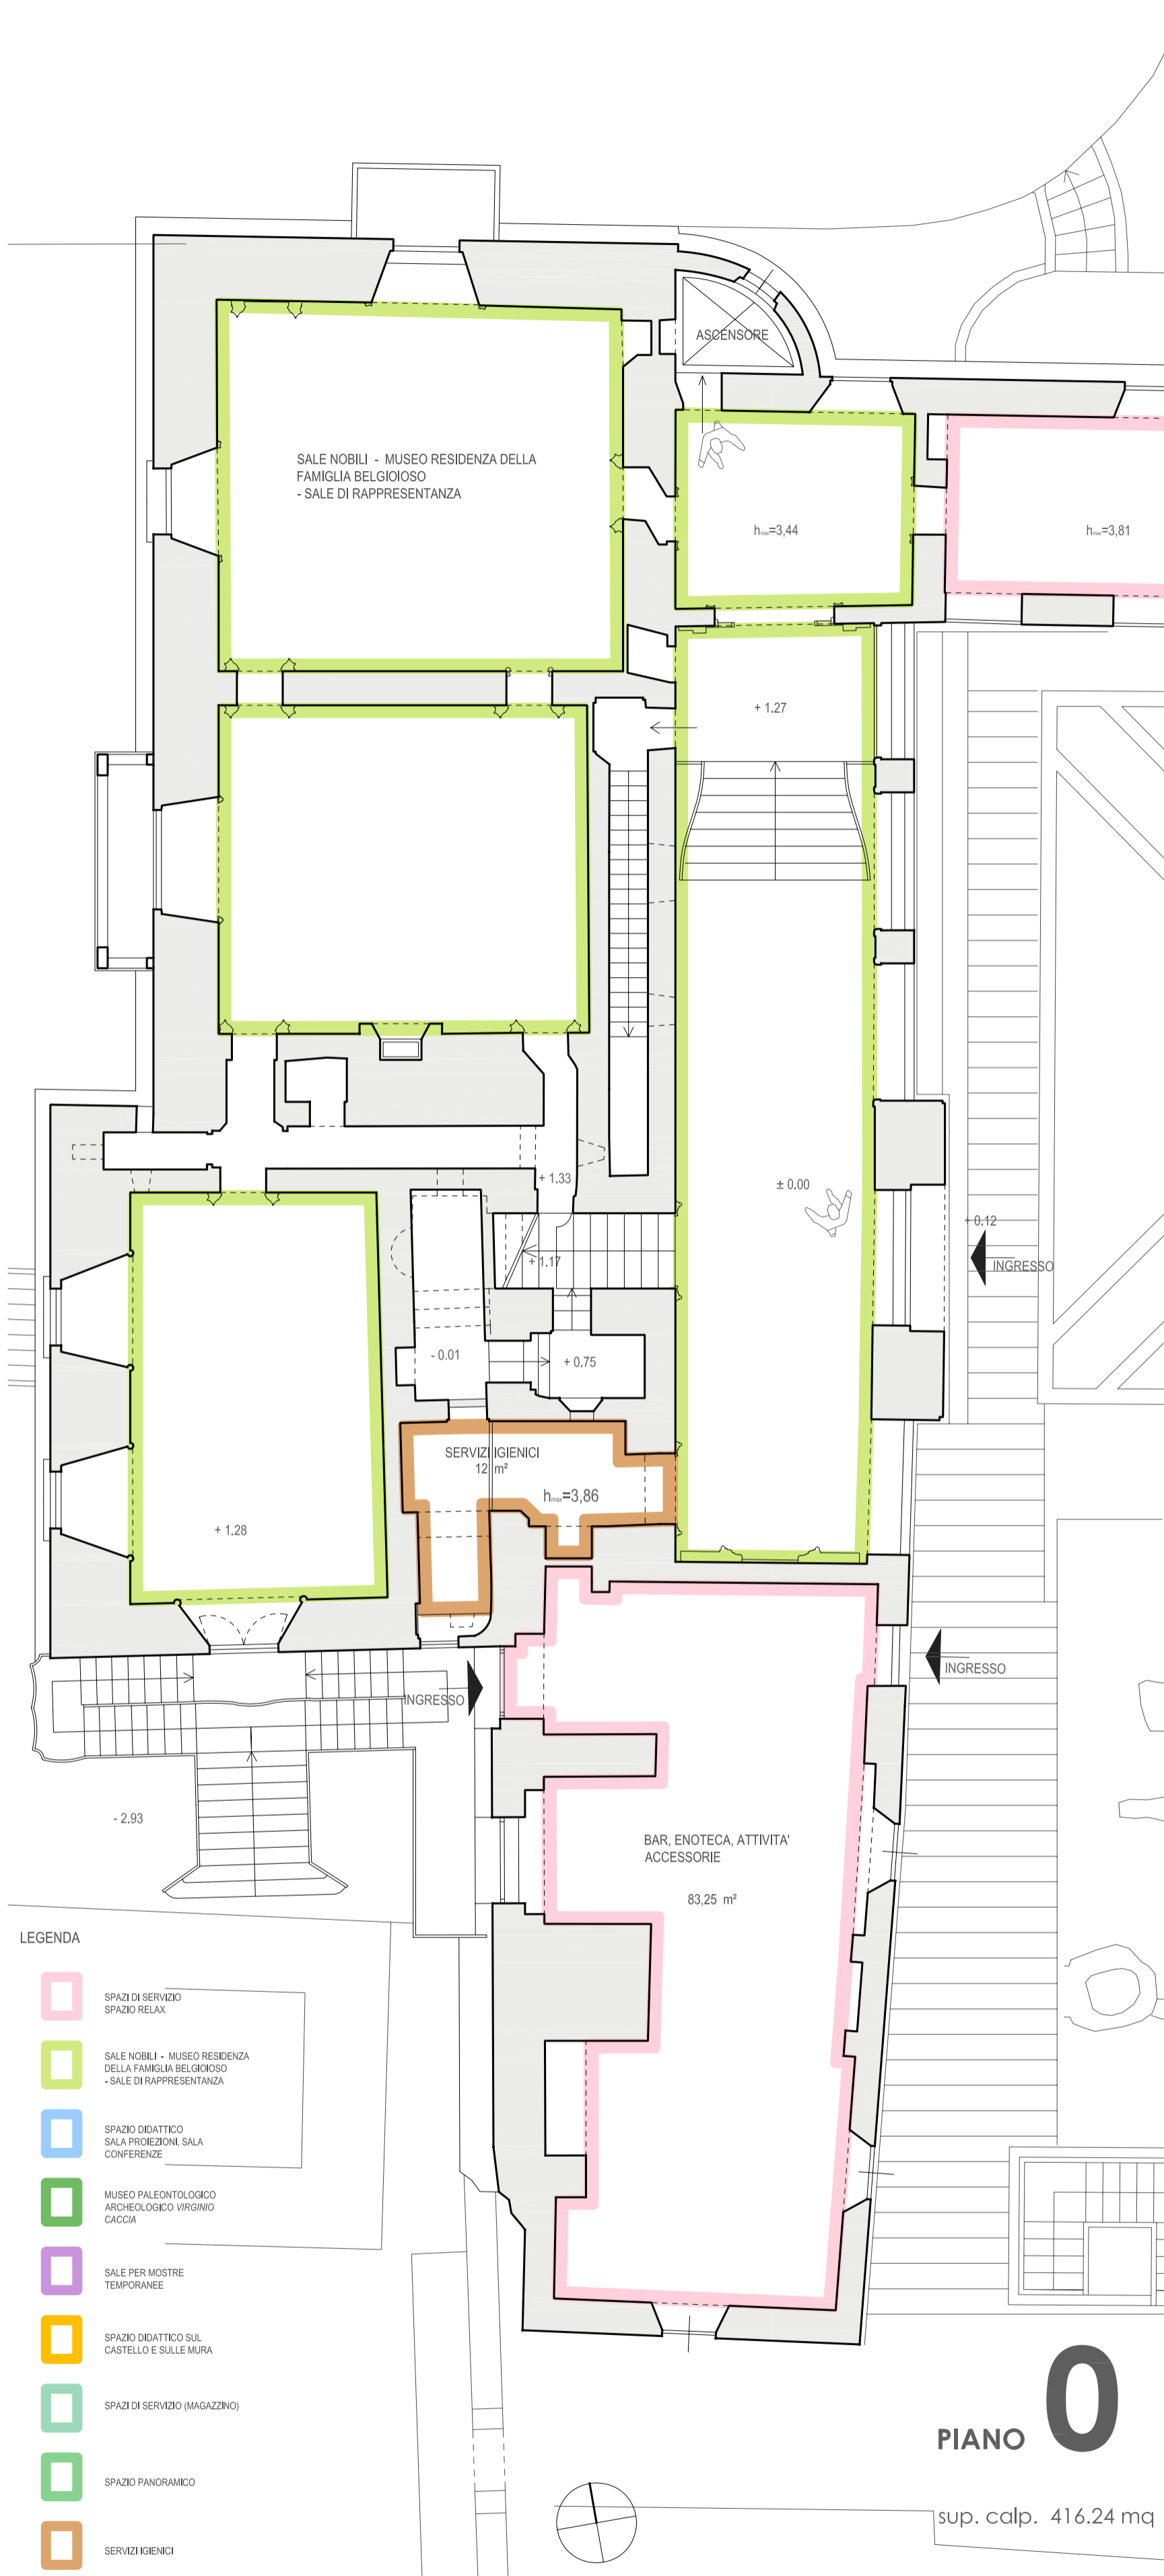 ASCENSORE
SALE NOBILI - MUSEO RESIDENZA DELLA
FAMIGLIA BELGIOIOSO
- SALE DI RAPPRESENTANZA
hmax=3,44
hmax=3,81
+ 1.27
+ 1.33
± 0.00
+ 0.12
INGRESSO
+ 1.17
- 0.01
+ 0.75
SERVIZI IGIENICI
12 m²
hmax=3,86
+ 1.28
INGRESSO
INGRESSO
- 2.93
BAR, ENOTECA, ATTIVITA'
ACCESSORIE
83,25 m²
LEGENDA
SPAZI DI SERVIZIO
SPAZIO RELAX
SALE NOBILI - MUSEO RESIDENZA
DELLA FAMIGLIA BELGIOIOSO
- SALE DI RAPPRESENTANZA
SPAZIO DIDATTICO
SALA PROIEZIONI, SALA
CONFERENZE
MUSEO PALEONTOLOGICO
ARCHEOLOGICO VIRGINIO
CACCIA
SALE PER MOSTRE
TEMPORANEE
SPAZIO DIDATTICO SUL
CASTELLO E SULLE MURA
SPAZI DI SERVIZIO (MAGAZZINO)
SPAZIO PANORAMICO
SERVIZI IGIENICI
PIANO 0
sup. calp. 416.24 mq